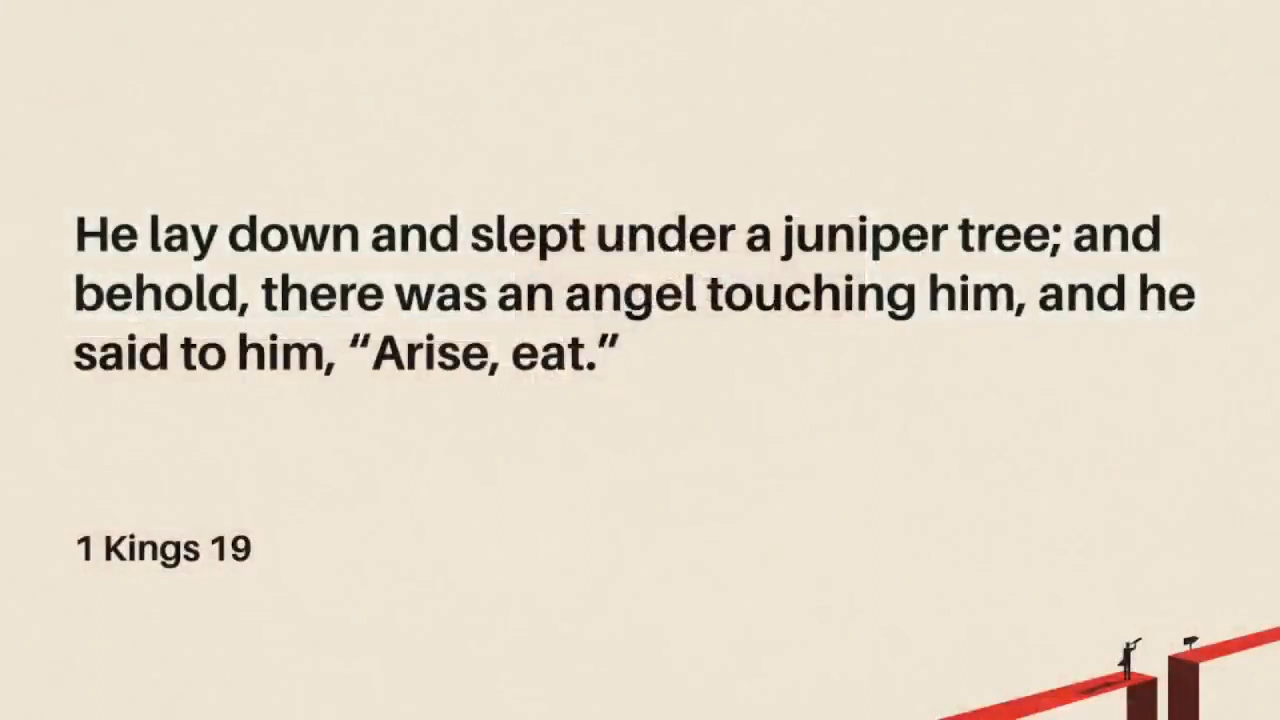 He lay down and slept under a juniper tree; and
behold, there was an angel touching him, and he
said to him, “Arise, eat.”
1 Kings 19